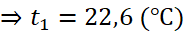 ⇒ t₁ = 22,6 (°C)